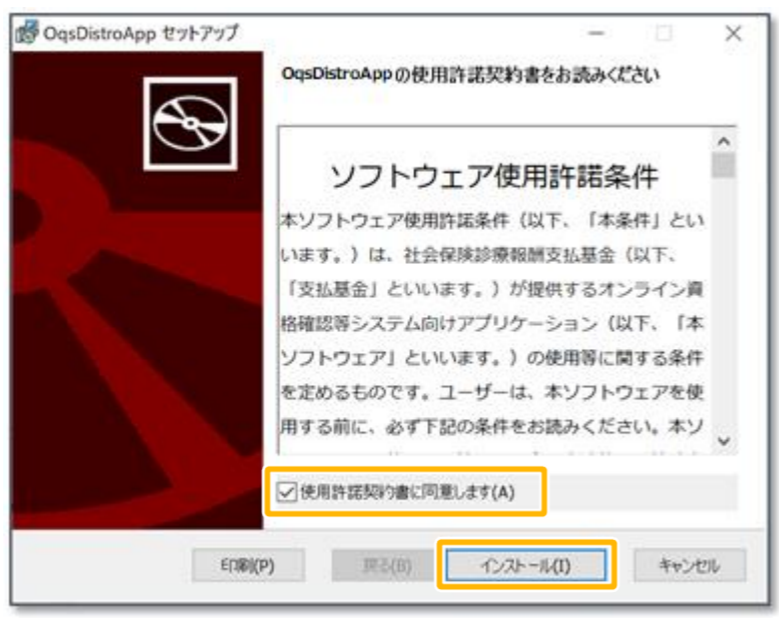 OqsDistroApp セットアップ
OqsDistroAppの使用許諾契約書をお読みください
ソフトウェア使用許諾条件
本ソフトウェア使用許諾条件（以下、「本条件」とい
います。）は、社会保険診療報酬支払基金（以下、
「支払基金」といいます。）が提供するオンライン資
格確認等システム向けアプリケーション（以下、「本
ソフトウェア」といいます。）の使用等に関する条件
を定めるものです。ユーザーは、本ソフトウェアを使
用する前に、必ず下記の条件をお読みください。本ソ
使用許諾契約書に同意します(A)
印刷(P) 戻る(B) インストール(I) キャンセル